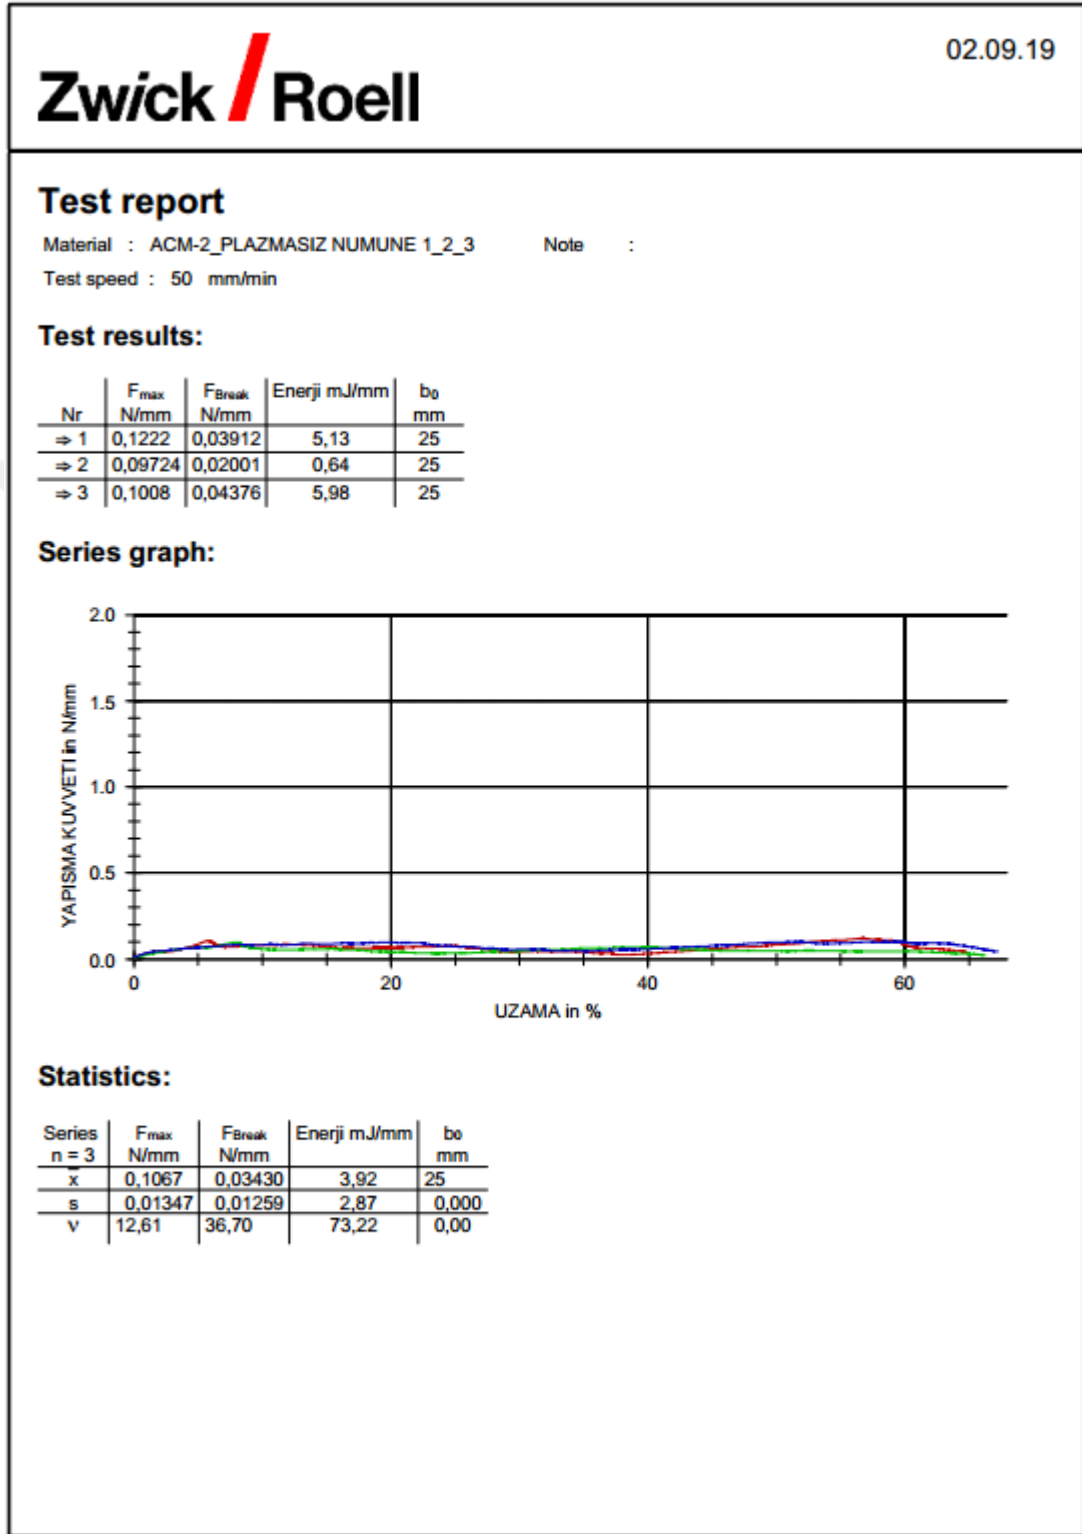 02.09.19
Zwick / Roell
Test report
Material : ACM-2_PLAZMASIZ NUMUNE 1_2_3 Note :
Test speed : 50 mm/min
Test results:
Nr Fmax N/mm FBreak N/mm Enerji mJ/mm b0 mm
⇒ 1 0,1222 0,03912 5,13 25
⇒ 2 0,09724 0,02001 0,64 25
⇒ 3 0,1008 0,04376 5,98 25
Series graph:
2.0
1.5
1.0
0.5
0.0
YAPISMA KUVVETI in N/mm
0 20 40 60
UZAMA in %
Statistics:
Series n = 3 Fmax N/mm FBreak N/mm Enerji mJ/mm b0 mm
x̄ 0,1067 0,03430 3,92 25
s 0,01347 0,01259 2,87 0,000
ν 12,61 36,70 73,22 0,00